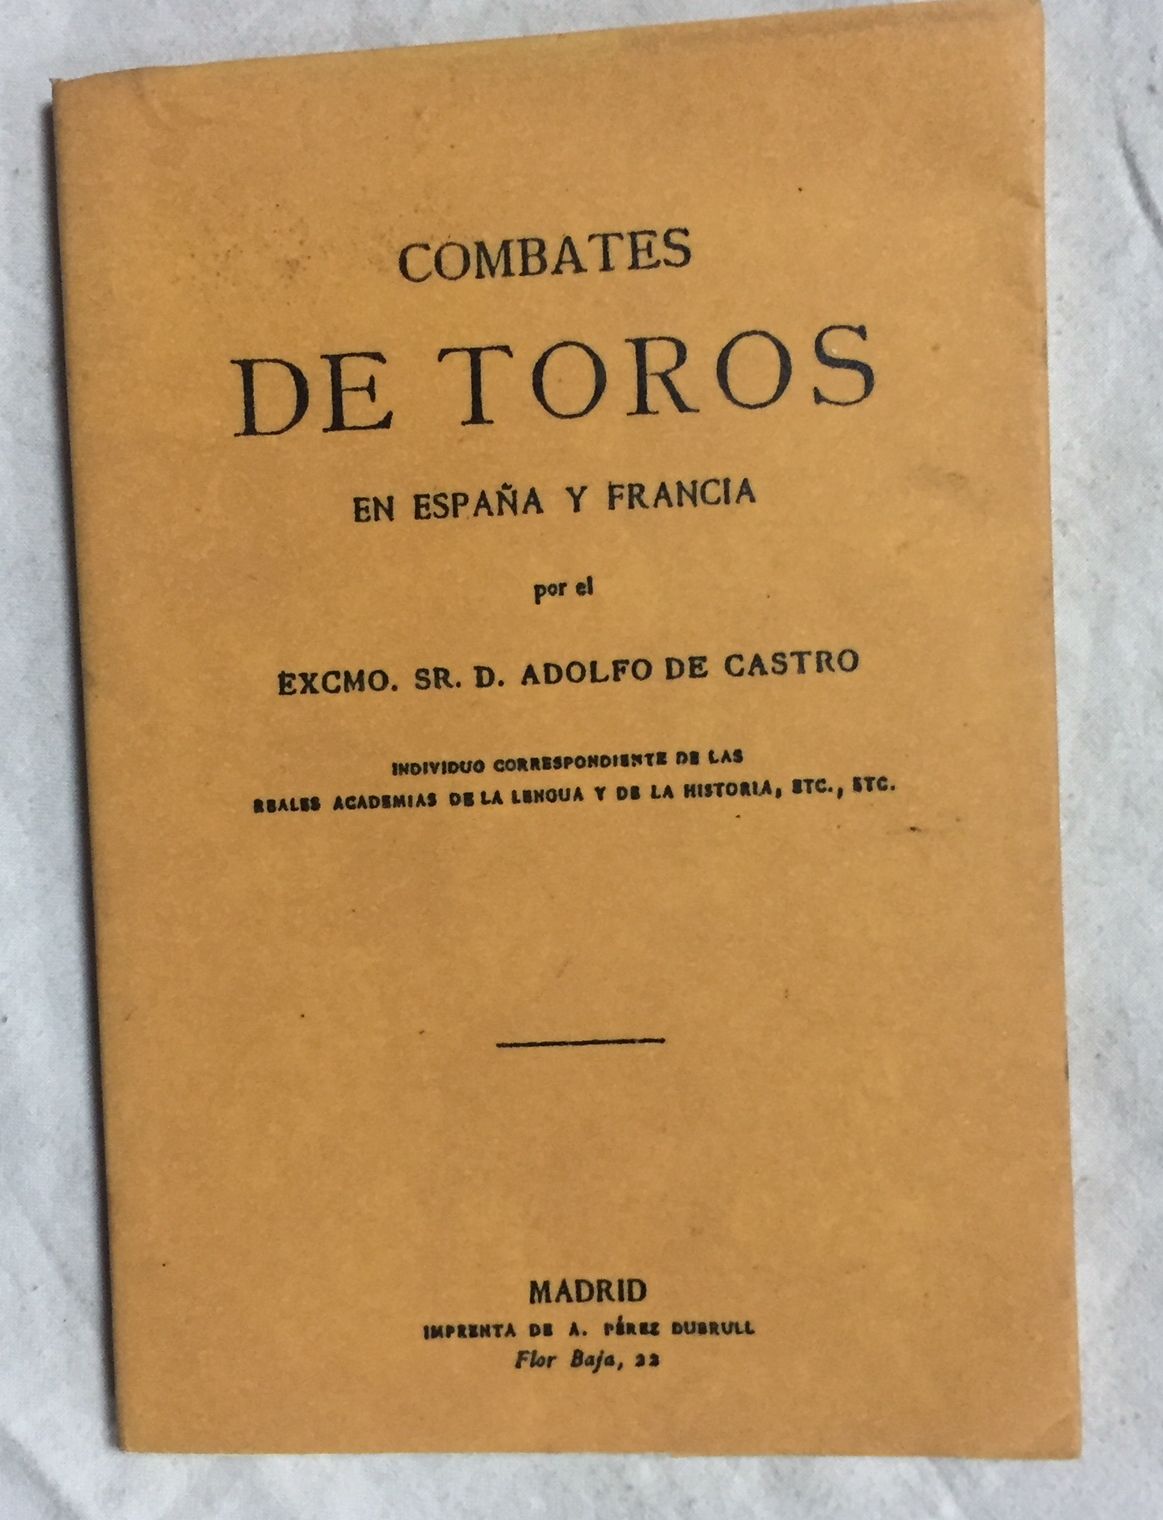 COMBATES
DE TOROS
EN ESPAÑA Y FRANCIA
por el
EXCMO. SR. D. ADOLFO DE CASTRO
INDIVIDUO CORRESPONDIENTE DE LAS
REALES ACADEMIAS DE LA LENGUA Y DE LA HISTORIA, ETC., ETC.
MADRID
IMPRENTA DE A. PÉREZ DUBRULL
Flor Baja, 22